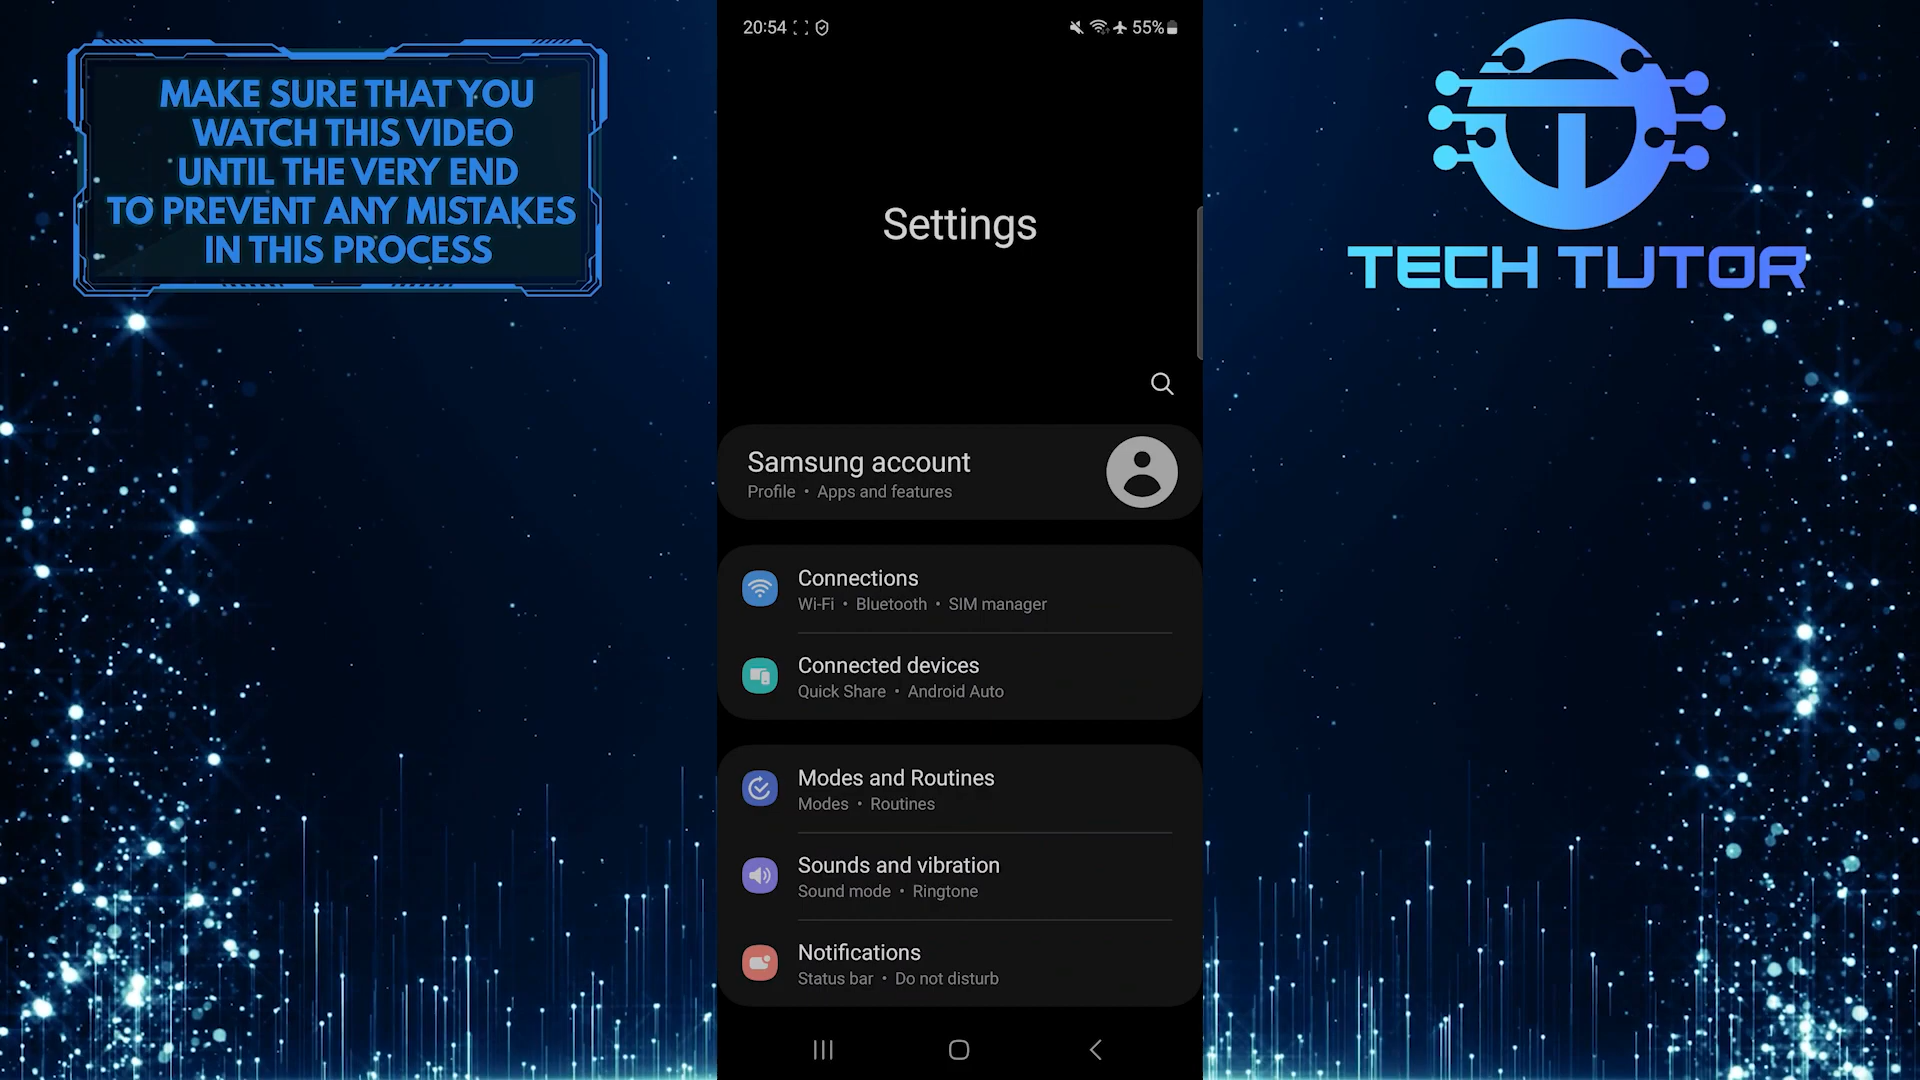 MAKE SURE THAT YOU
WATCH THIS VIDEO
UNTIL THE VERY END
TO PREVENT ANY MISTAKES
IN THIS PROCESS
20:54
55%
Settings
Samsung account
Profile • Apps and features
Connections
Wi-Fi • Bluetooth • SIM manager
Connected devices
Quick Share • Android Auto
Modes and Routines
Modes • Routines
Sounds and vibration
Sound mode • Ringtone
Notifications
Status bar • Do not disturb
TECH TUTOR